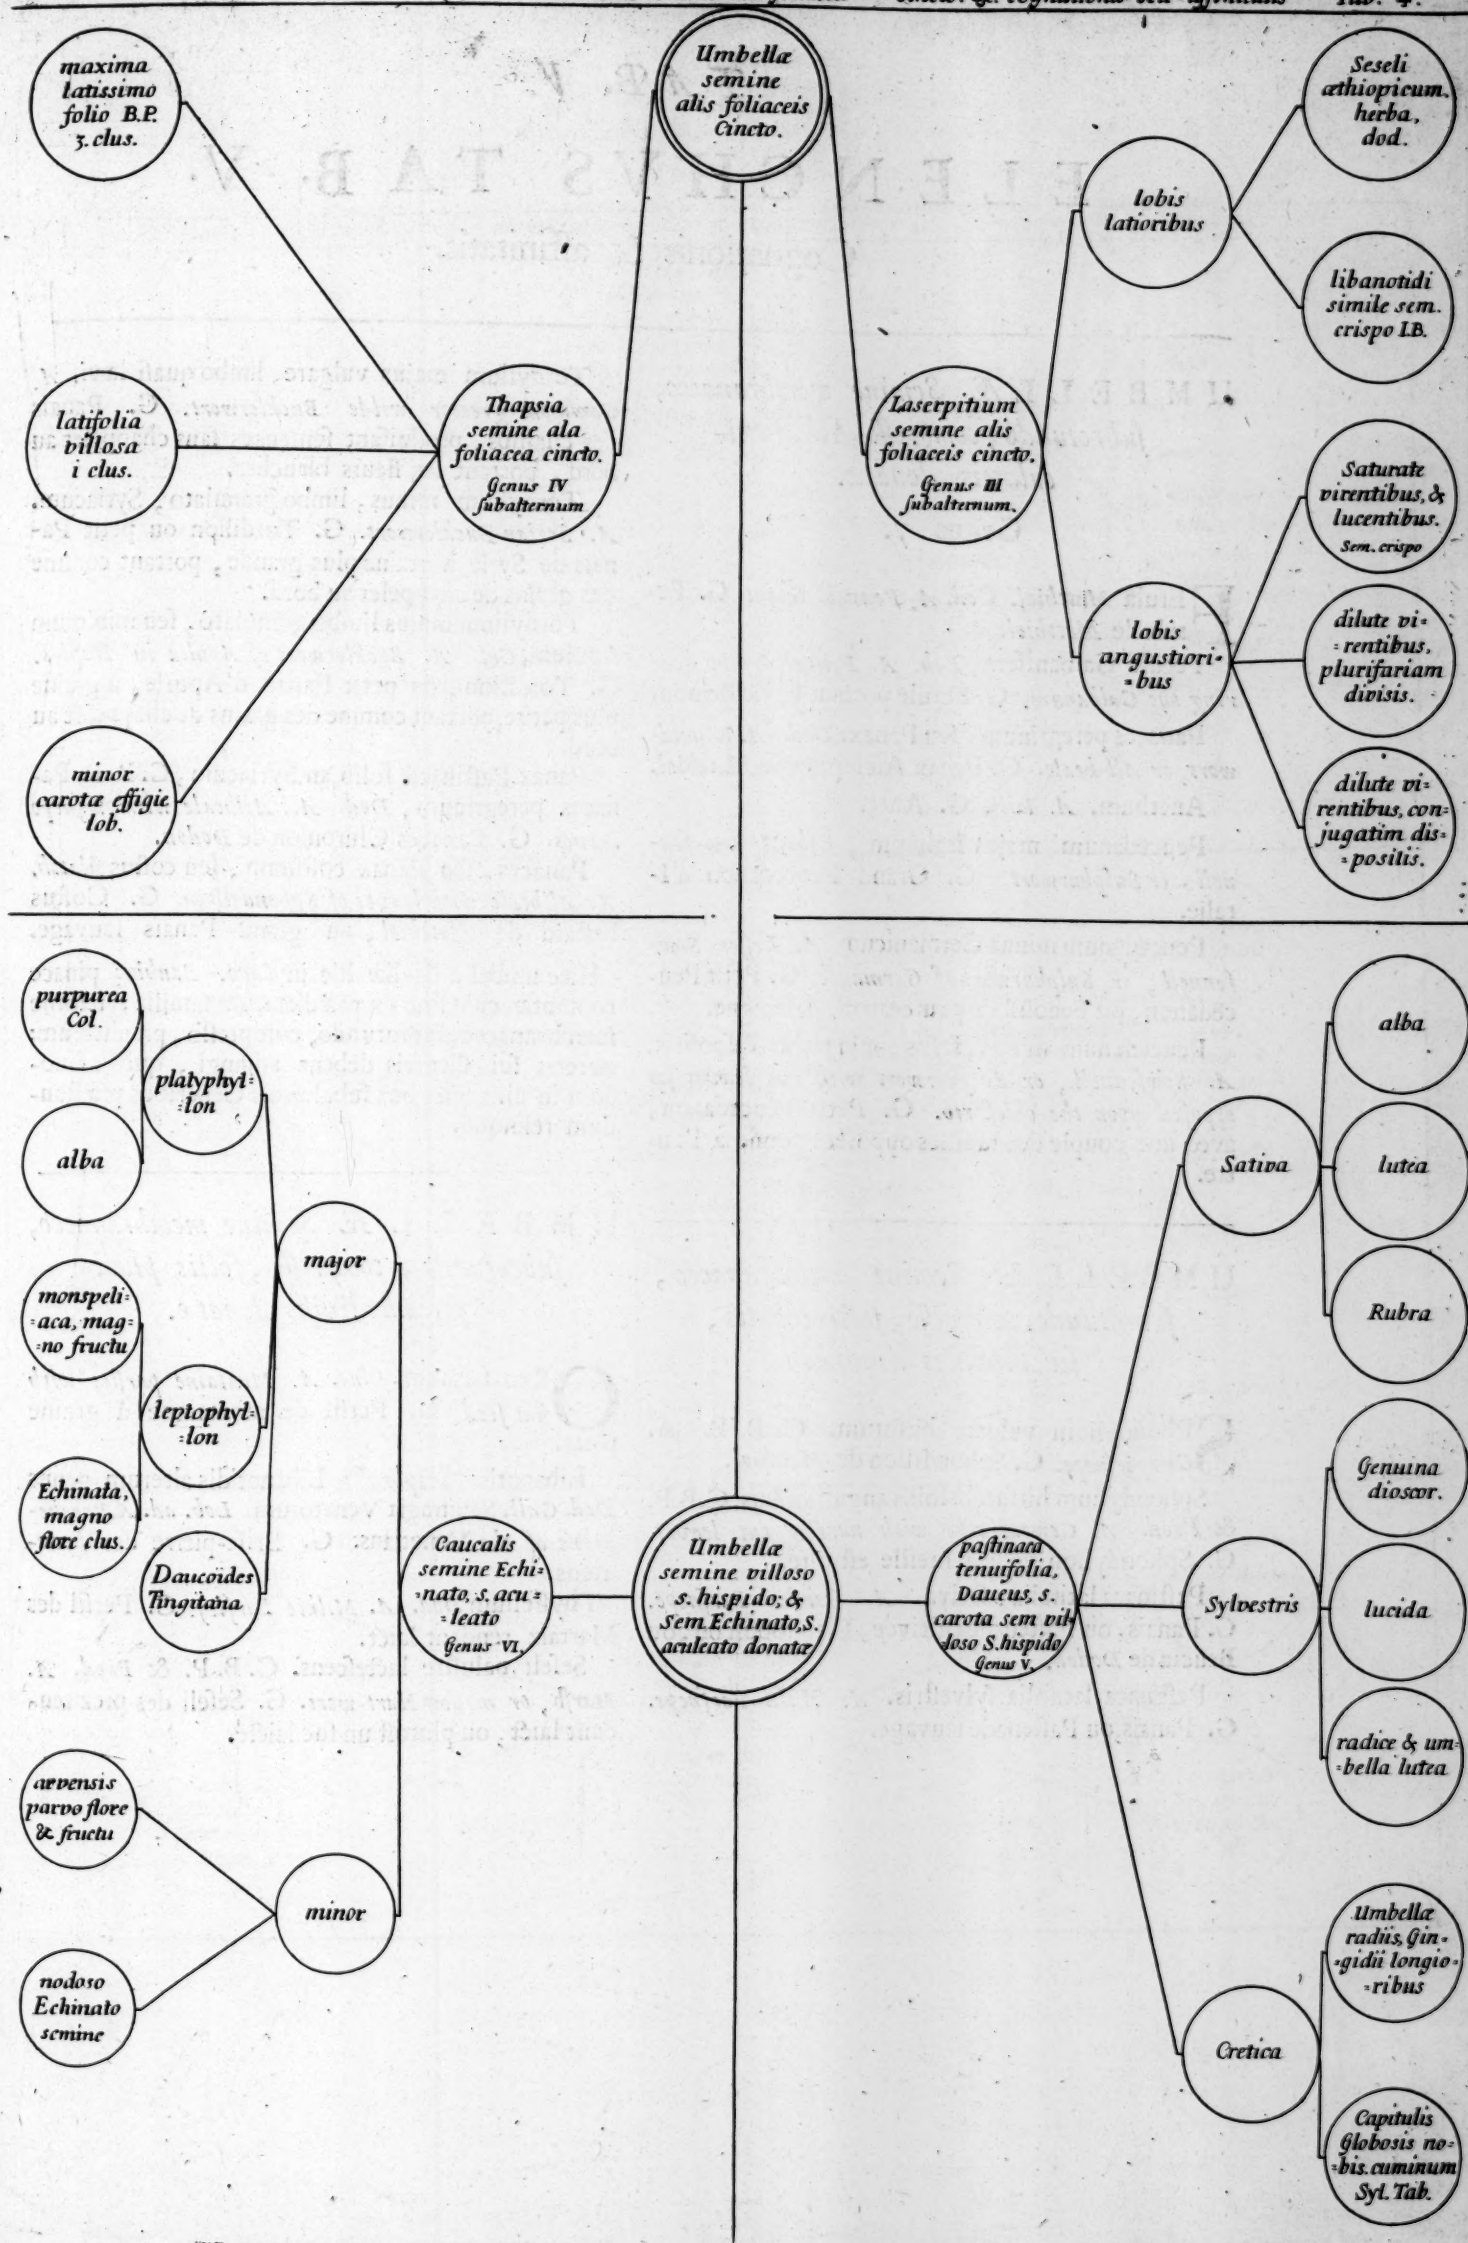 Tab. 4.
Umbellæ
semine
alis foliaceis
Cincto.
maxima
latissimo
folio B.P.
3. clus.
latifolia
villosa
i clus.
minor
carotæ effigie
lob.
Thapsia
semine ala
foliacea cincto.
Genus IV
ſubalternum
Laserpitium
semine alis
foliaceis cincto.
Genus III
ſubalternum.
lobis
latioribus
Seseli
æthiopicum.
herba,
dod.
libanotidi
simile sem.
crispo I.B.
lobis
angustiori=
=bus
Saturate
virentibus, &
lucentibus.
Sem. crispo
dilute vi=
=rentibus,
plurifariam
divisis.
dilute vi=
rentibus, con=
jugatim dis=
=positis.
purpurea
Col.
alba
platyphyl=
=lon
monspeli=
=aca, mag=
=no fructu
Echinata,
magno
flore clus.
leptophyl=
=lon
Daucoides
Tingitana
major
arvensis
parvo flore
& fructu
nodoso
Echinato
semine
minor
Caucalis
semine Echi=
=nato, s. acu=
=leato
Genus VI.
Umbellæ
semine villoso
s. hispido; &
Sem. Echinato, S.
aculeato donatæ
paſtinaca
tenuifolia,
Daucus, s.
carota sem vil=
=loso S. hispido
Genus V.
Sativa
alba
lutea
Rubra
Sylvestris
Genuina
dioscor.
lucida
radice & um=
=bella lutea
Cretica
Umbellæ
radiis, Gin=
=gidii longio=
=ribus
Capitulis
Globosis no=
=bis. cuminum
Syl. Tab.